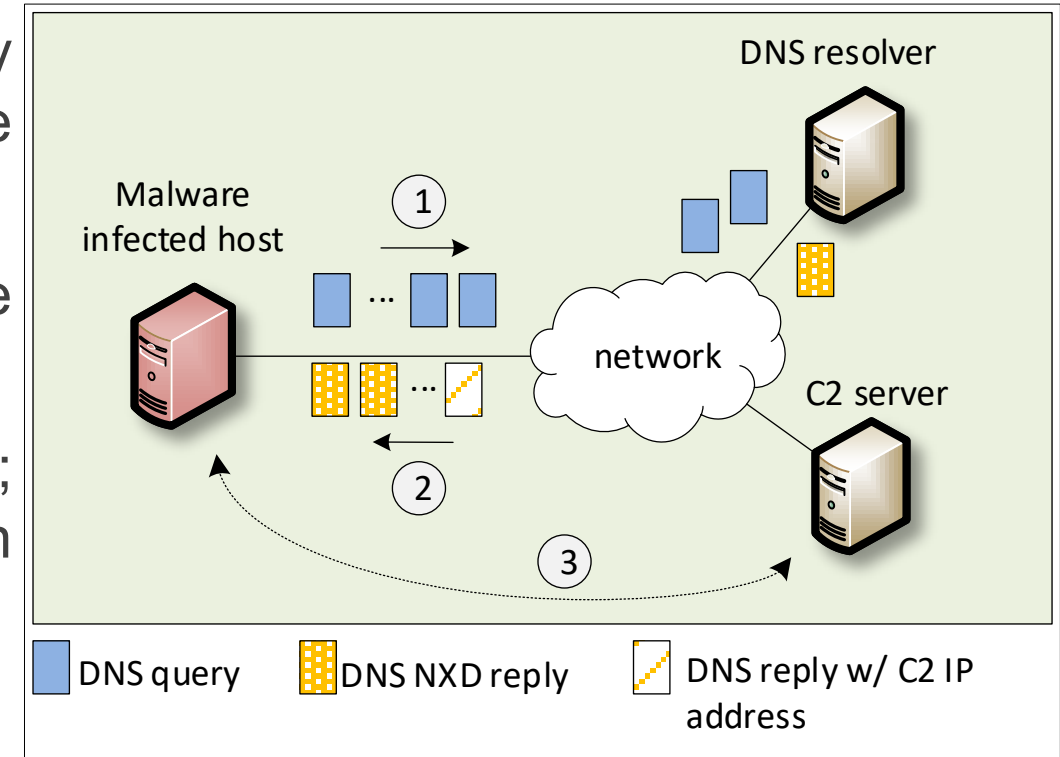 y
e
e
;
n
DNS resolver
Malware
infected host
1
...
network
...
C2 server
2
3
DNS query
DNS NXD reply
DNS reply w/ C2 IP
address